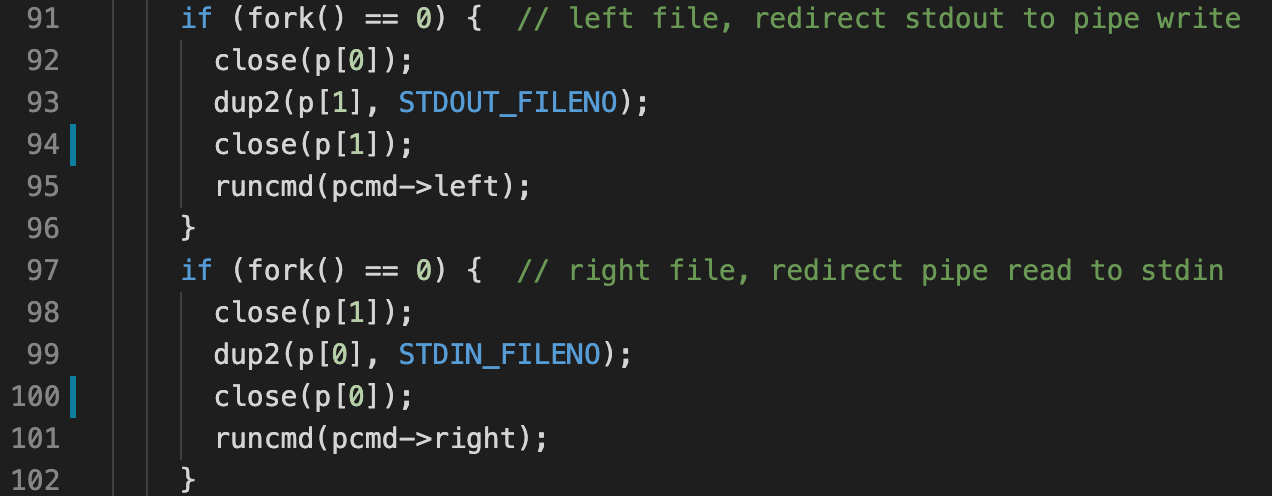 91 if (fork() == 0) {  // left file, redirect stdout to pipe write
92 close(p[0]);
93 dup2(p[1], STDOUT_FILENO);
94 close(p[1]);
95 runcmd(pcmd->left);
96 }
97 if (fork() == 0) {  // right file, redirect pipe read to stdin
98 close(p[1]);
99 dup2(p[0], STDIN_FILENO);
100 close(p[0]);
101 runcmd(pcmd->right);
102 }